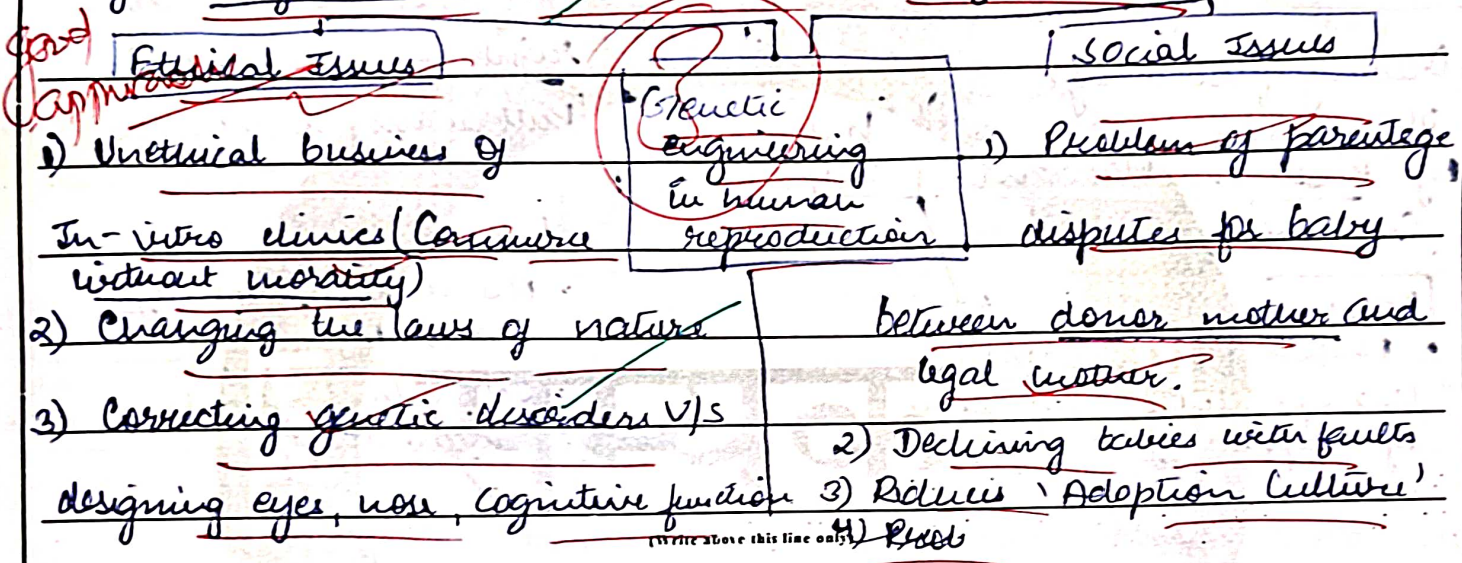 Good
approach
Ethical Issues
1) Unethical business of
In-vitro clinics (Commerce
without morality)
2) Changing the laws of nature
3) Correcting genetic disorders V/S
designing eyes, nose, cognitive function
Genetic
engineering
in human
reproduction
Social Issues
1) Problem of parentage,
disputes for baby
between donor mother and
legal mother.
2) Declining babies with faults
3) Reduces 'Adoption Culture'
4) Prob
(Write above this line only)